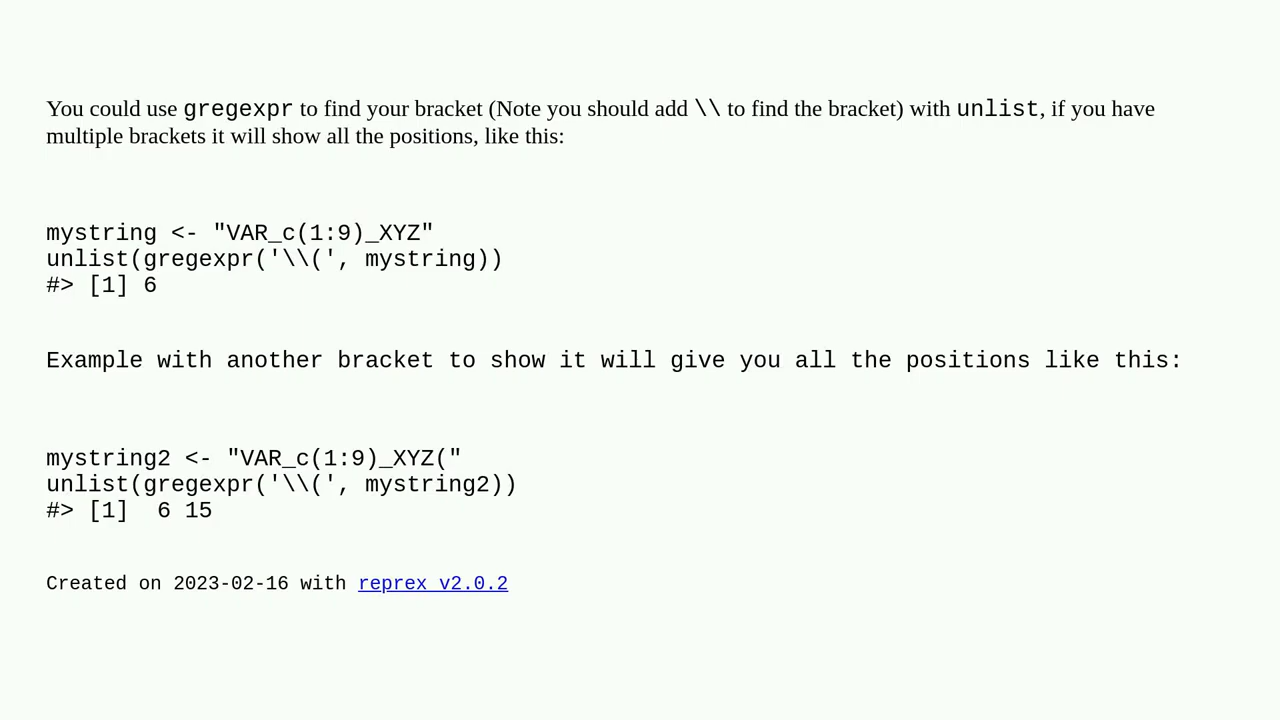 You could use gregexpr to find your bracket (Note you should add \\ to find the bracket) with unlist, if you have
multiple brackets it will show all the positions, like this:
mystring <- "VAR_c(1:9)_XYZ"
unlist(gregexpr('\\(', mystring))
#> [1] 6
Example with another bracket to show it will give you all the positions like this:
mystring2 <- "VAR_c(1:9)_XYZ("
unlist(gregexpr('\\(', mystring2))
#> [1]  6 15
Created on 2023-02-16 with reprex v2.0.2